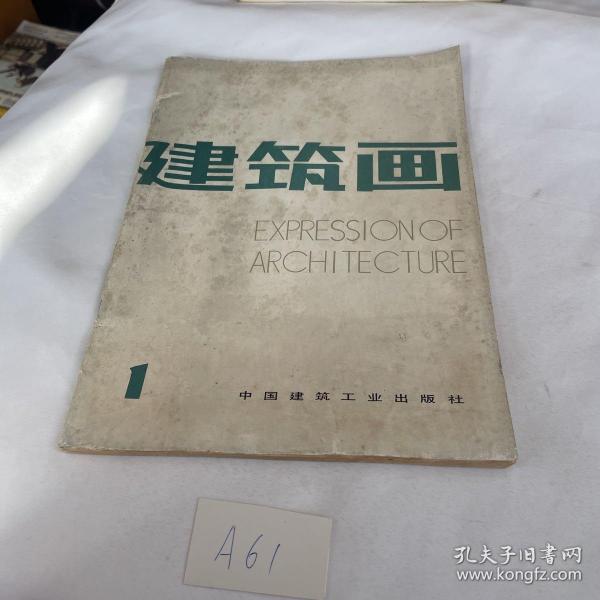 建筑画
EXPRESSION OF
ARCHITECTURE
1
中国建筑工业出版社
A61
孔夫子旧书网
www.kongfz.com